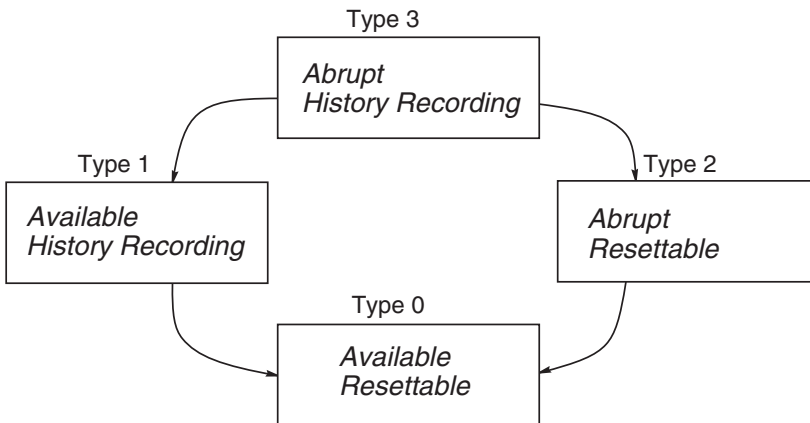 Type 3
Abrupt
History Recording
Type 1
Available
History Recording
Type 2
Abrupt
Resettable
Type 0
Available
Resettable